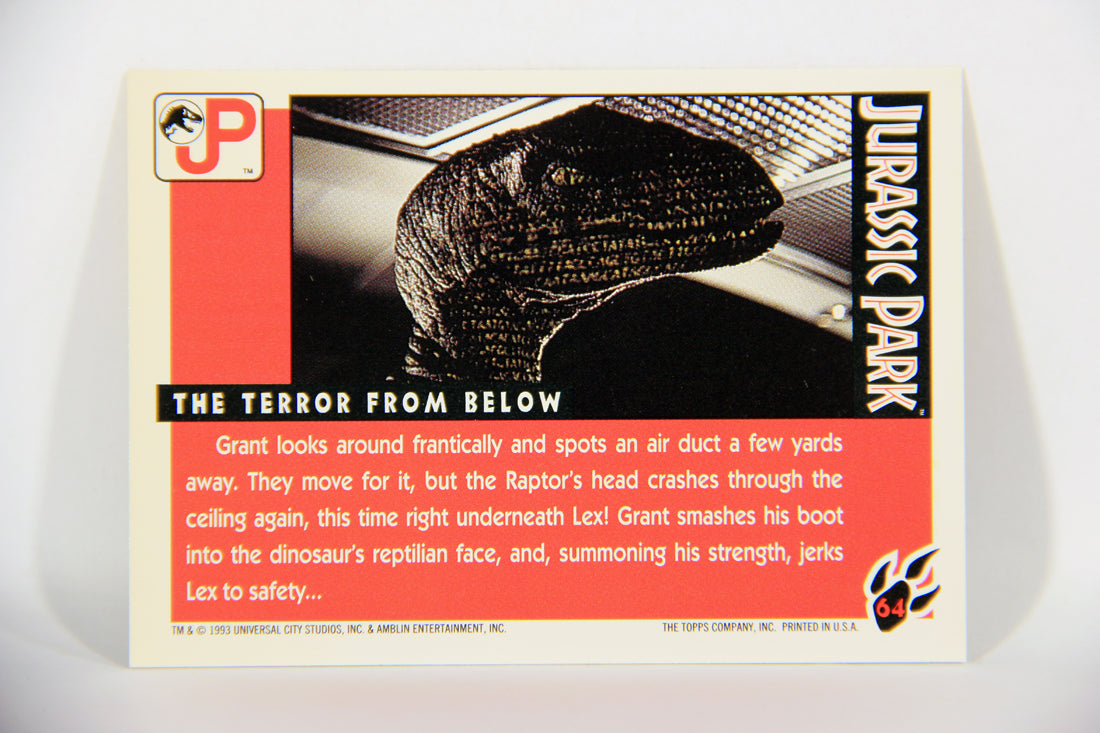 JP
TM
JURASSIC PARK
TM
THE TERROR FROM BELOW
Grant looks around frantically and spots an air duct a few yards
away. They move for it, but the Raptor's head crashes through the
ceiling again, this time right underneath Lex! Grant smashes his boot
into the dinosaur's reptilian face, and, summoning his strength, jerks
Lex to safety...
64
TM & © 1993 UNIVERSAL CITY STUDIOS, INC. & AMBLIN ENTERTAINMENT, INC.
THE TOPPS COMPANY, INC. PRINTED IN U.S.A.